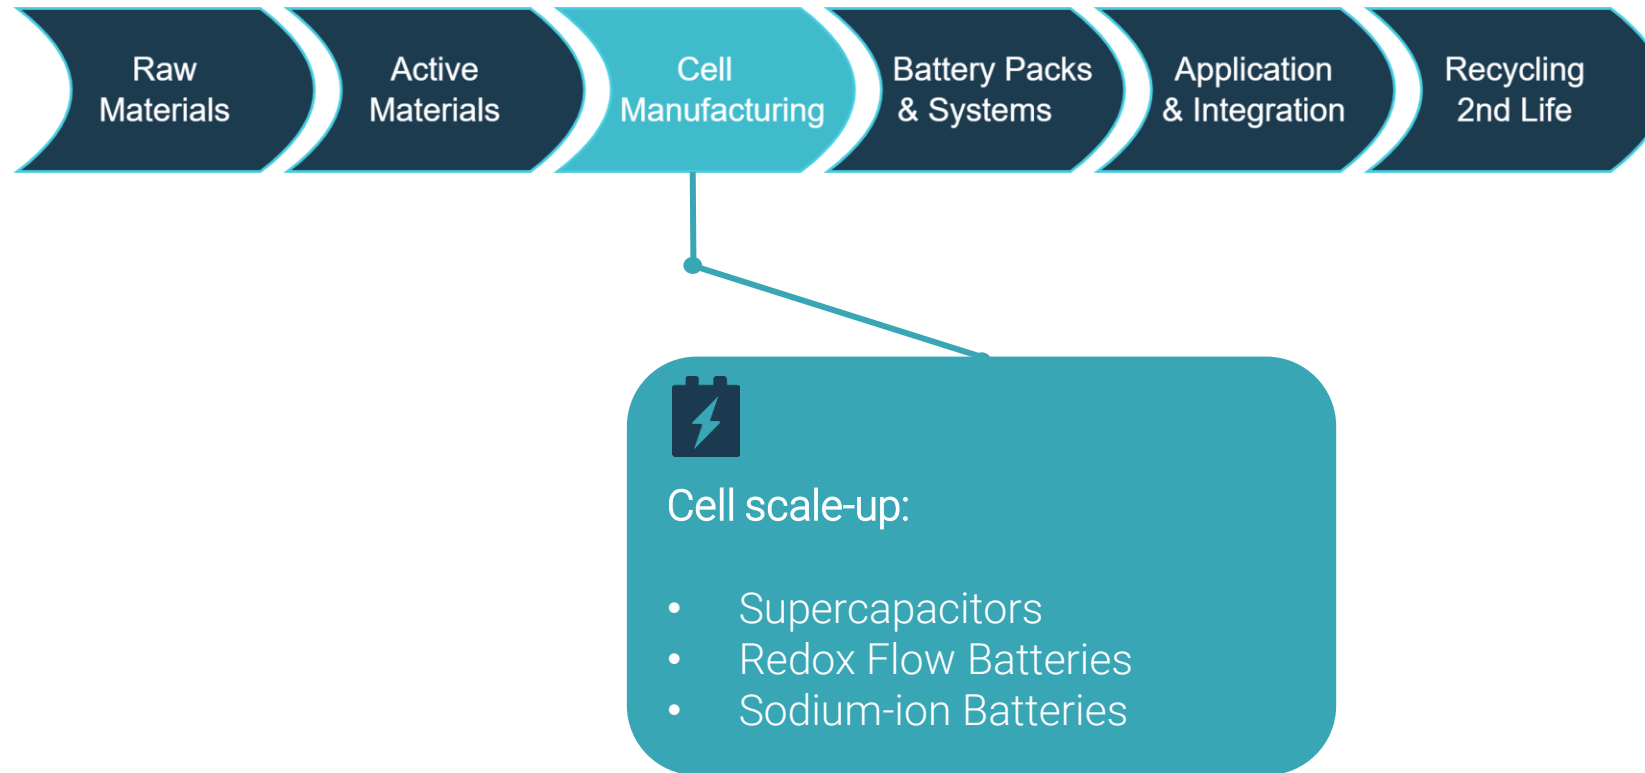 Raw
Materials
Active
Materials
Cell
Manufacturing
Battery Packs
& Systems
Application
& Integration
Recycling
2nd Life
Cell scale-up:
• Supercapacitors
• Redox Flow Batteries
• Sodium-ion Batteries